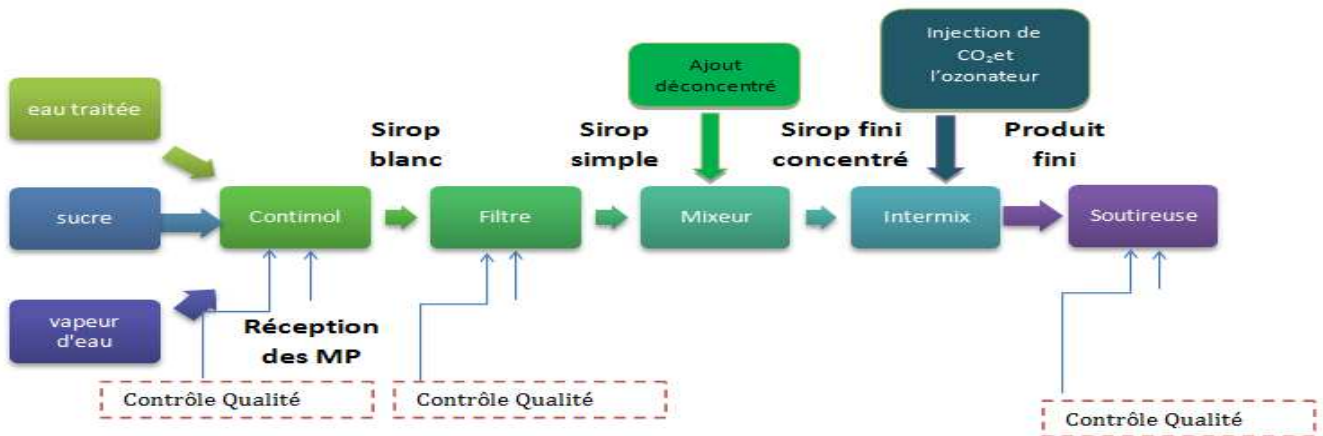 Injection de
CO₂et
l'ozonateur
Ajout
déconcentré
eau traitée
Sirop
blanc
Sirop
simple
Sirop fini
concentré
Produit
fini
sucre
Contimol
Filtre
Mixeur
Intermix
Soutireuse
vapeur
d'eau
Réception
des MP
Contrôle Qualité
Contrôle Qualité
Contrôle Qualité